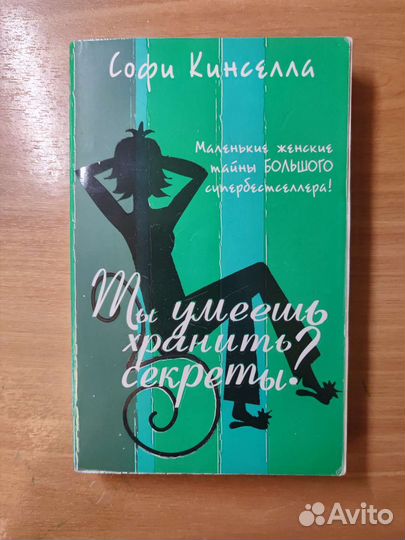 Софи Кинселла
Маленькие женские
тайны БОЛЬШОГО
супербестселлера!
Ты умеешь
хранить
секреты?
Avito